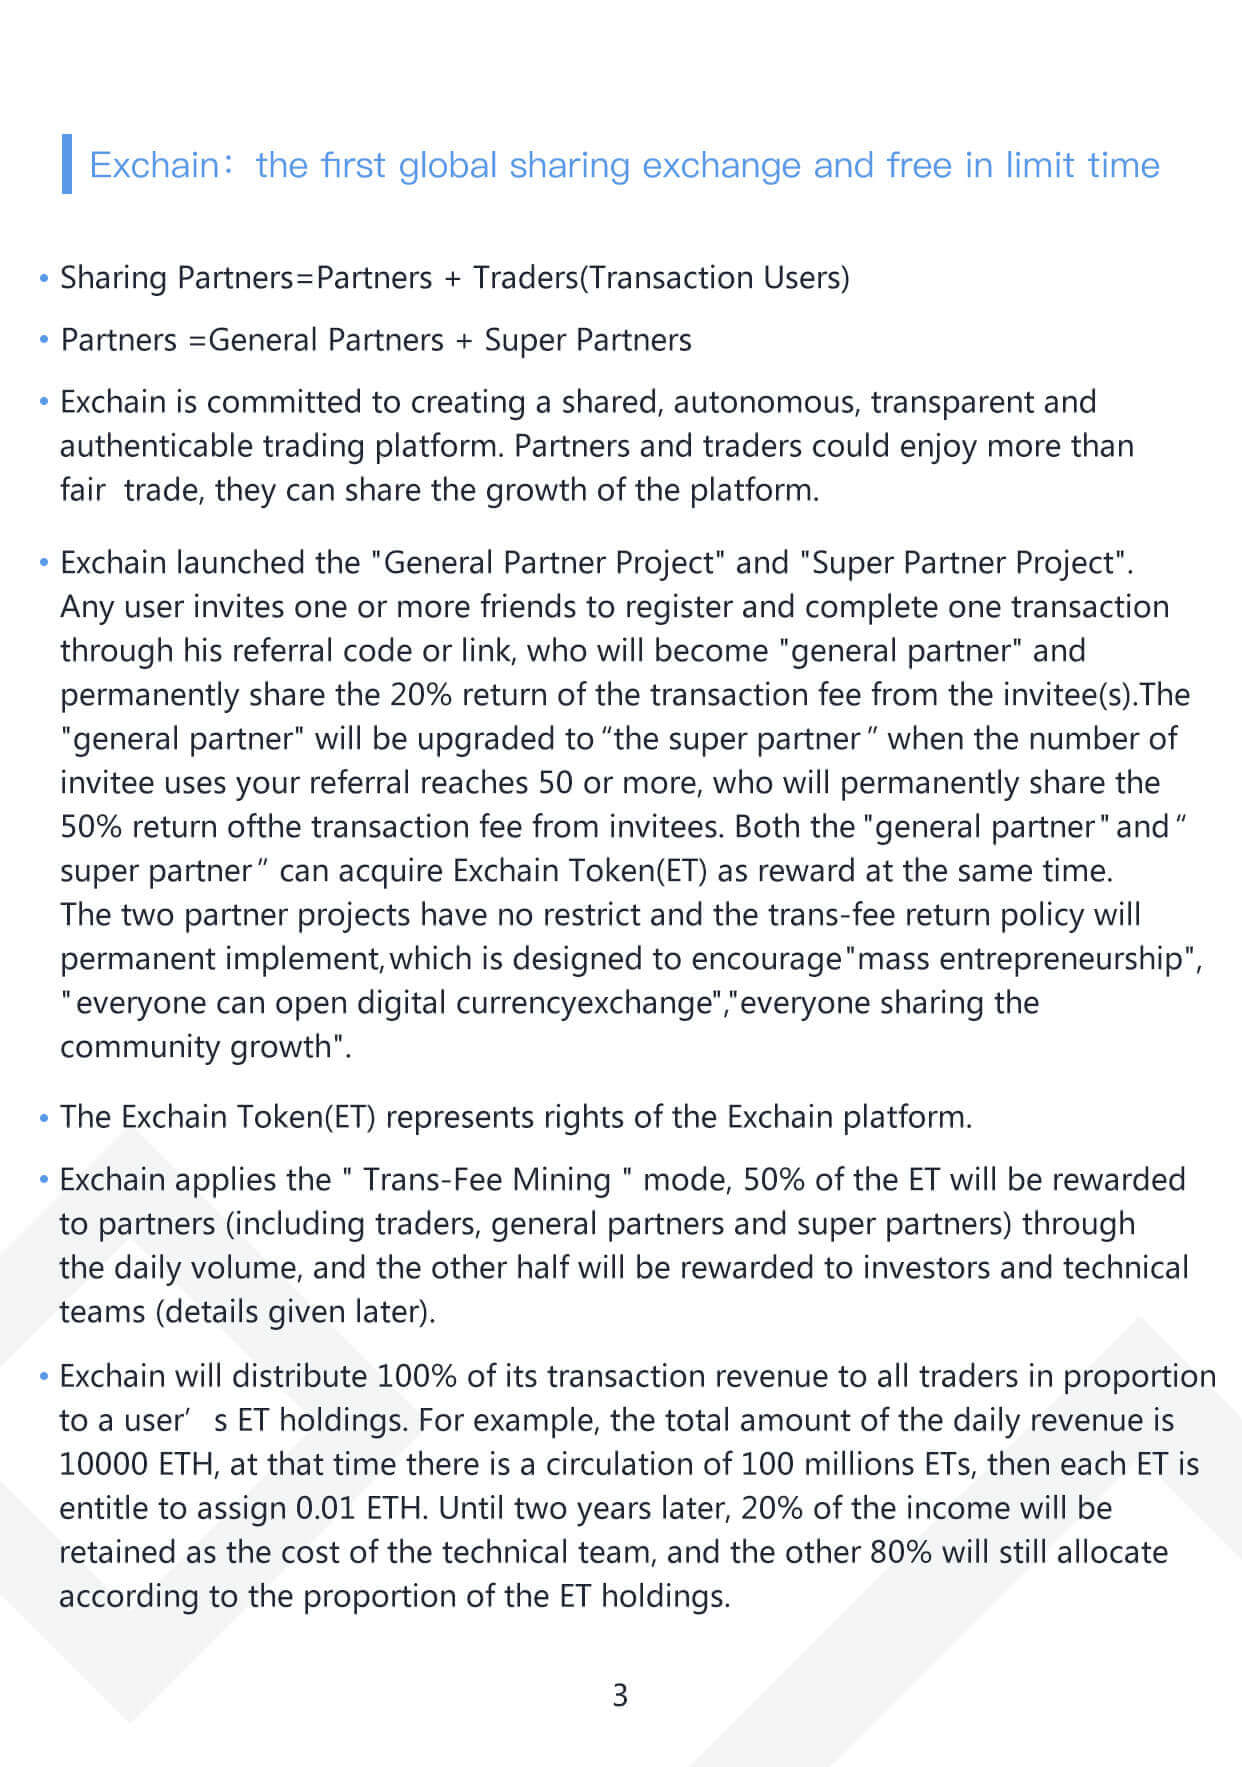 Exchain：the first global sharing exchange and free in limit time
• Sharing Partners=Partners + Traders(Transaction Users)
• Partners =General Partners + Super Partners
• Exchain is committed to creating a shared, autonomous, transparent and
authenticable trading platform. Partners and traders could enjoy more than
fair  trade, they can share the growth of the platform.
• Exchain launched the "General Partner Project" and "Super Partner Project".
Any user invites one or more friends to register and complete one transaction
through his referral code or link, who will become "general partner" and
permanently share the 20% return of the transaction fee from the invitee(s).The
"general partner" will be upgraded to “the super partner” when the number of
invitee uses your referral reaches 50 or more, who will permanently share the
50% return ofthe transaction fee from invitees. Both the "general partner" and “
super partner” can acquire Exchain Token(ET) as reward at the same time.
The two partner projects have no restrict and the trans-fee return policy will
permanent implement,which is designed to encourage"mass entrepreneurship",
"everyone can open digital currencyexchange","everyone sharing the
community growth".
• The Exchain Token(ET) represents rights of the Exchain platform.
• Exchain applies the " Trans-Fee Mining " mode, 50% of the ET will be rewarded
to partners (including traders, general partners and super partners) through
the daily volume, and the other half will be rewarded to investors and technical
teams (details given later).
• Exchain will distribute 100% of its transaction revenue to all traders in proportion
to a user’ s ET holdings. For example, the total amount of the daily revenue is
10000 ETH, at that time there is a circulation of 100 millions ETs, then each ET is
entitle to assign 0.01 ETH. Until two years later, 20% of the income will be
retained as the cost of the technical team, and the other 80% will still allocate
according to the proportion of the ET holdings.
3